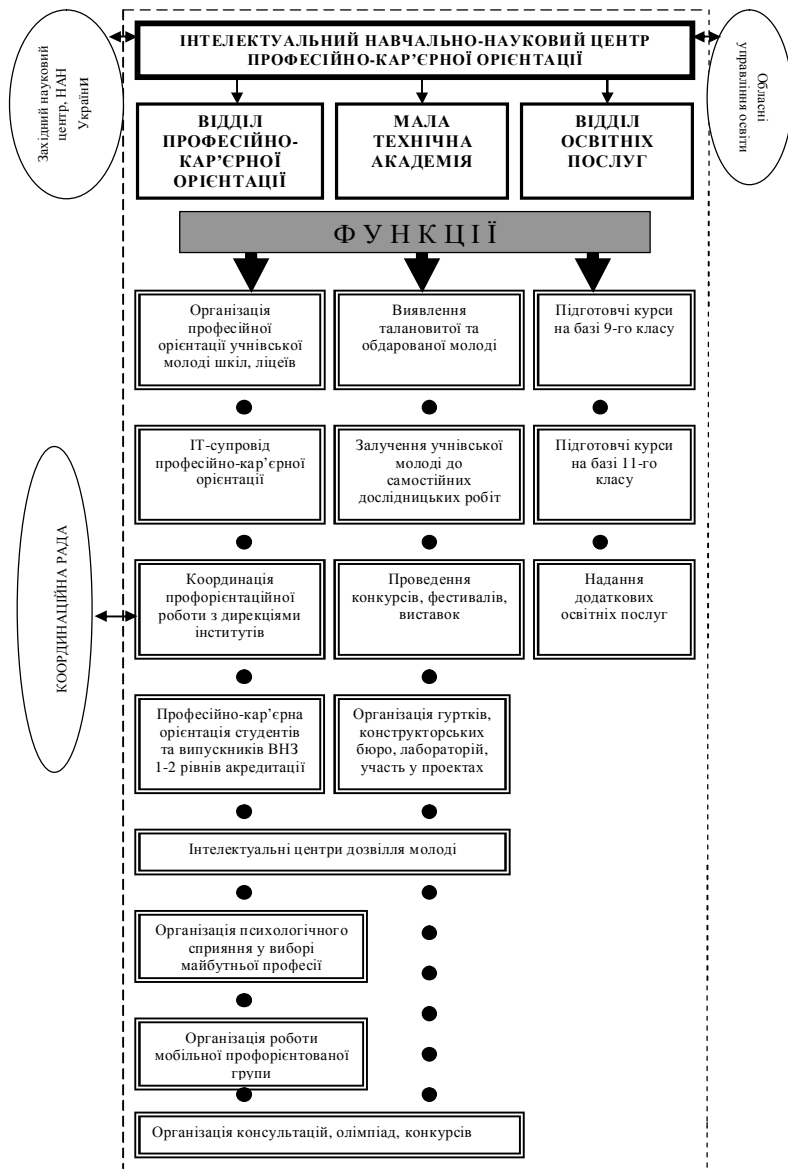 ІНТЕЛЕКТУАЛЬНИЙ НАВЧАЛЬНО-НАУКОВИЙ ЦЕНТР
ПРОФЕСІЙНО-КАР’ЄРНОЇ ОРІЄНТАЦІЇ
Західний науковий
центр, НАН
України
Обласні
управління освіти
ВІДДІЛ
ПРОФЕСІЙНО-
КАР’ЄРНОЇ
ОРІЄНТАЦІЇ
МАЛА
ТЕХНІЧНА
АКАДЕМІЯ
ВІДДІЛ
ОСВІТНІХ
ПОСЛУГ
ФУНКЦІЇ
Організація
професійної
орієнтації учнівської
молоді шкіл, ліцеїв
Виявлення
талановитої та
обдарованої молоді
Підготовчі курси
на базі 9-го класу
ІТ-супровід
професійно-кар’єрної
орієнтації
Залучення учнівської
молоді до
самостійних
дослідницьких робіт
Підготовчі курси
на базі 11-го
класу
КООРДИНАЦІЙНА РАДА
Координація
профорієнтаційної
роботи з дирекціями
інститутів
Проведення
конкурсів, фестивалів,
виставок
Надання
додаткових
освітніх послуг
Професійно-кар’єрна
орієнтація студентів
та випускників ВНЗ
1-2 рівнів акредитації
Організація гуртків,
конструкторських
бюро, лабораторій,
участь у проектах
Інтелектуальні центри дозвілля молоді
Організація психологічного
сприяння у виборі
майбутньої професії
Організація роботи
мобільної профорієнтованої
групи
Організація консультацій, олімпіад, конкурсів